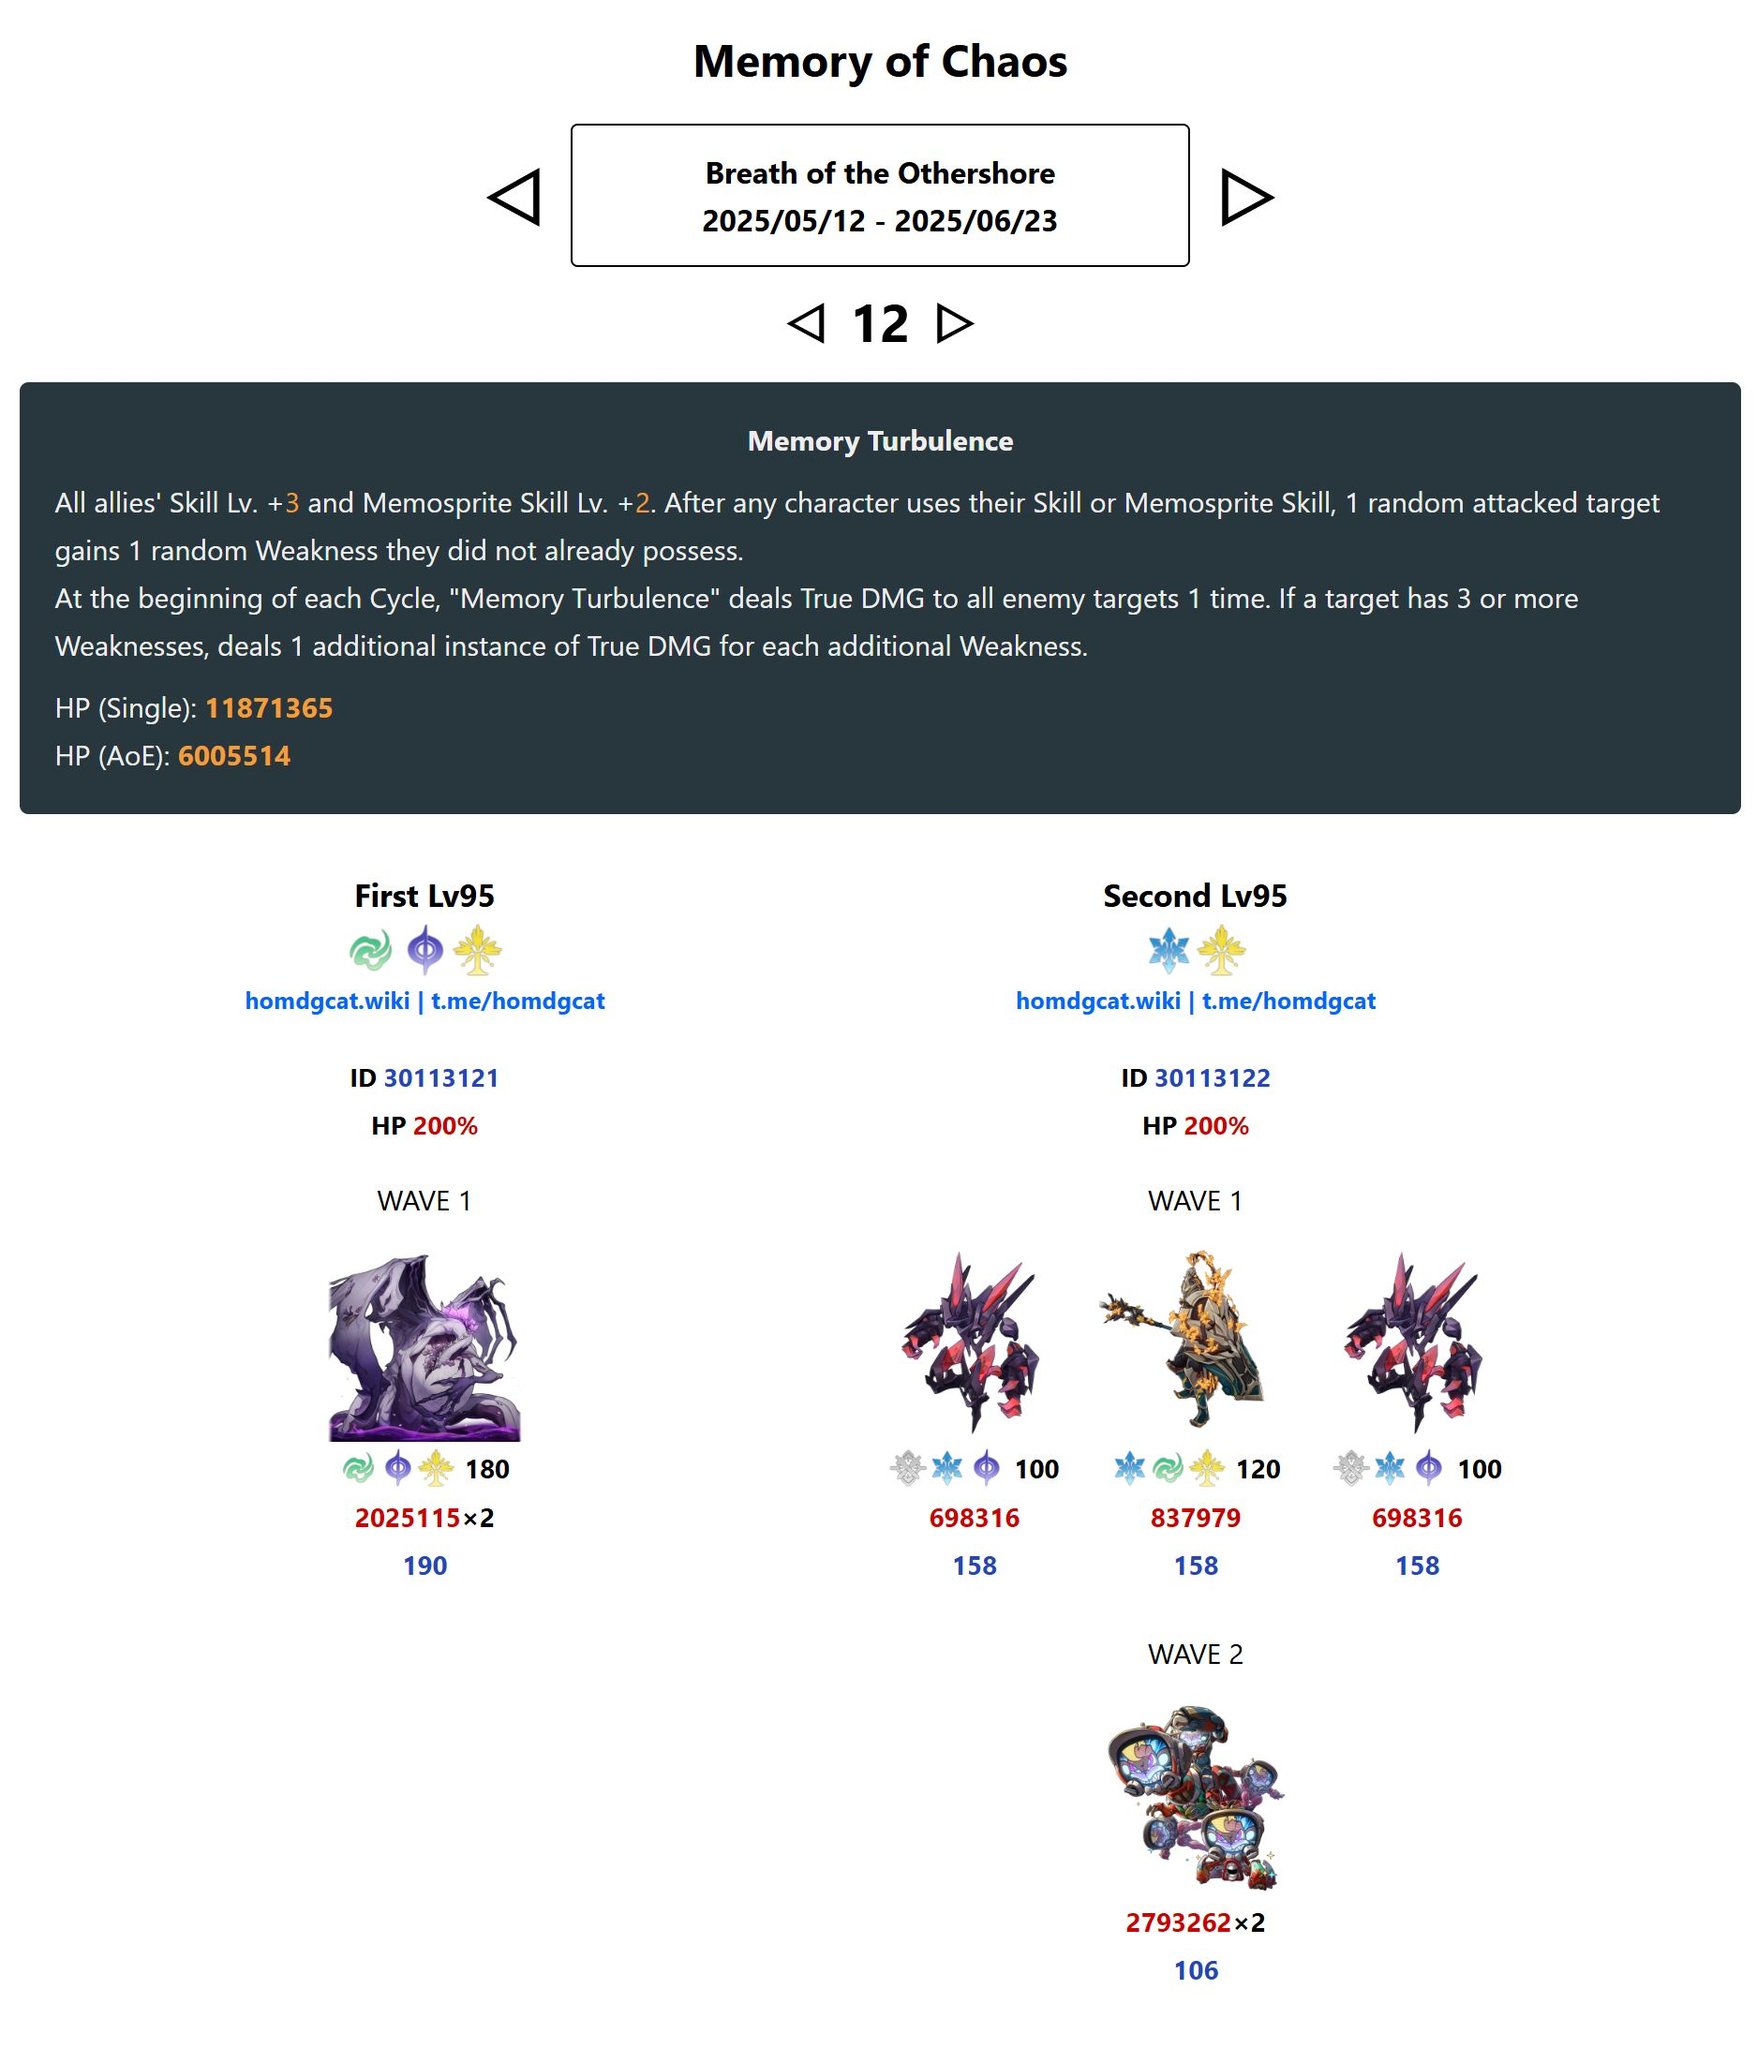 Memory of Chaos
Breath of the Othershore
2025/05/12 - 2025/06/23
12
Memory Turbulence
All allies' Skill Lv. +3 and Memosprite Skill Lv. +2. After any character uses their Skill or Memosprite Skill, 1 random attacked target
gains 1 random Weakness they did not already possess.
At the beginning of each Cycle, "Memory Turbulence" deals True DMG to all enemy targets 1 time. If a target has 3 or more
Weaknesses, deals 1 additional instance of True DMG for each additional Weakness.
HP (Single): 11871365
HP (AoE): 6005514
First Lv95
homdgcat.wiki | t.me/homdgcat
ID 30113121
HP 200%
WAVE 1
180
2025115×2
190
Second Lv95
homdgcat.wiki | t.me/homdgcat
ID 30113122
HP 200%
WAVE 1
100 120 100
698316 837979 698316
158 158 158
WAVE 2
2793262×2
106